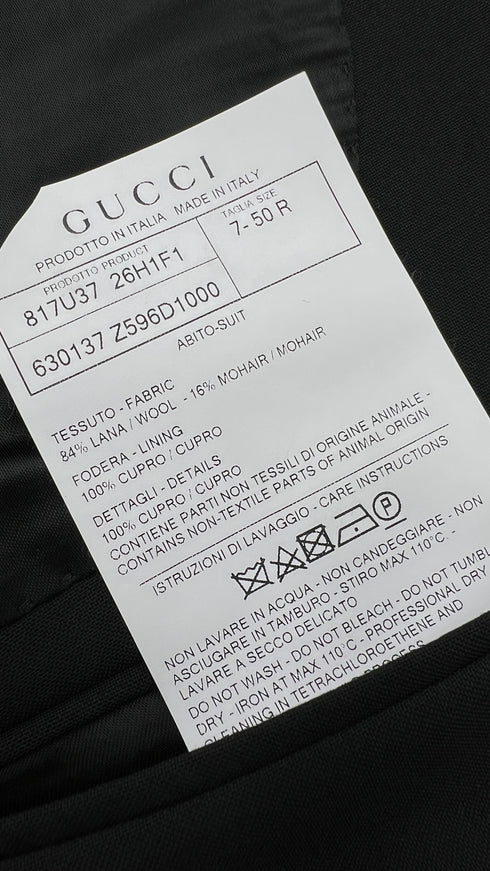 GUCCI
PRODOTTO IN ITALIA MADE IN ITALY
PRODOTTO PRODUCT
817U37 26H1F1
TAGLIA SIZE
7- 50 R
630137 Z596D1000
ABITO-SUIT
TESSUTO - FABRIC
84% LANA / WOOL - 16% MOHAIR / MOHAIR
FODERA - LINING
100% CUPRO / CUPRO
DETTAGLI - DETAILS
100% CUPRO / CUPRO
CONTIENE PARTI NON TESSILI DI ORIGINE ANIMALE -
CONTAINS NON-TEXTILE PARTS OF ANIMAL ORIGIN
ISTRUZIONI DI LAVAGGIO - CARE INSTRUCTIONS
P
NON LAVARE IN ACQUA - NON CANDEGGIARE - NON
ASCIUGARE IN TAMBURO - STIRO MAX 110°C. -
LAVARE A SECCO DELICATO
DO NOT WASH - DO NOT BLEACH - DO NOT TUMBL
DRY - IRON AT MAX 110°C - PROFESSIONAL DRY
CLEANING IN TETRACHLOROETHENE AND
PROCESS